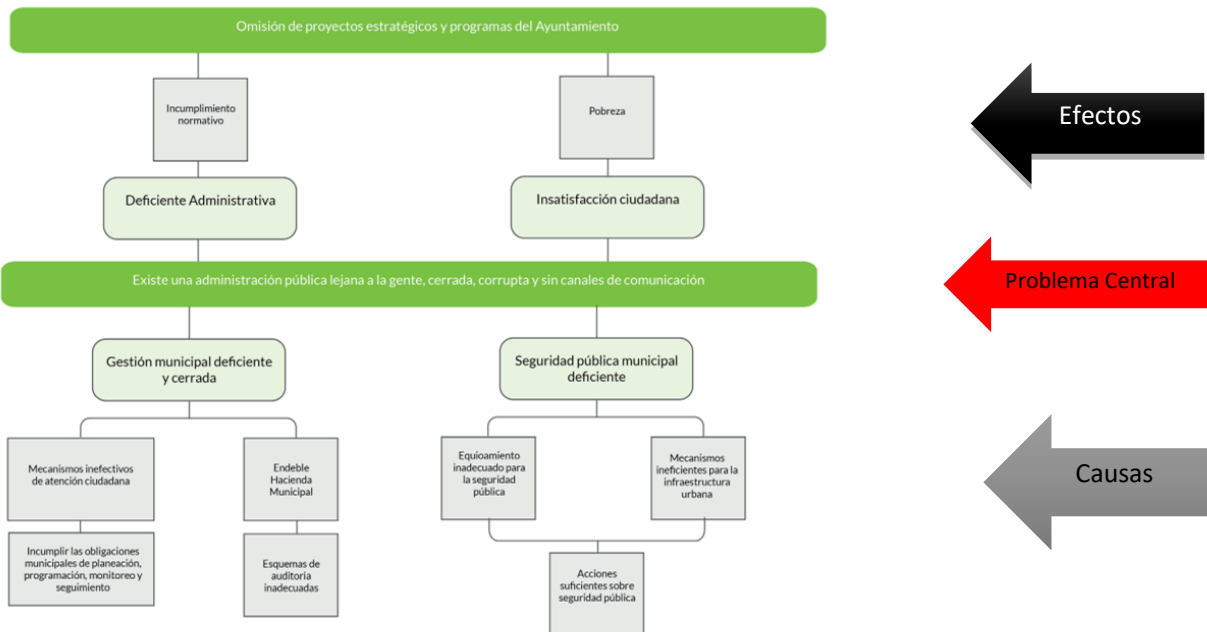 Omisión de proyectos estratégicos y programas del Ayuntamiento
Incumplimiento
normativo
Pobreza
Efectos
Deficiente Administrativa
Insatisfacción ciudadana
Existe una administración pública lejana a la gente, cerrada, corrupta y sin canales de comunicación
Problema Central
Gestión municipal deficiente
y cerrada
Seguridad pública municipal
deficiente
Mecanismos inefectivos
de atención ciudadana
Endeble
Hacienda
Municipal
Equioamiento
inadecuado para
la seguridad
pública
Mecanismos
ineficientes para la
infraestructura
urbana
Causas
Incumplir las obligaciones
municipales de planeación,
programación, monitoreo y
seguimiento
Esquemas de
auditoria
inadecuadas
Acciones
suficientes sobre
seguridad pública